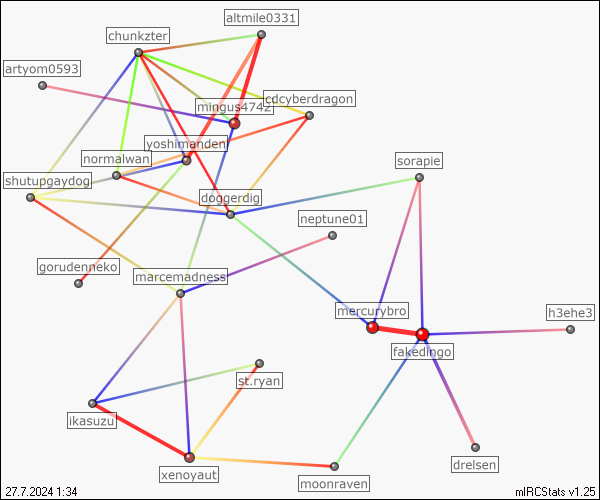 altmile0331
chunkzter
artyom0593
cdcyberdragon
mingus4742
yoshimanden
normalwan
sorapie
shutupgaydog
doggerdig
neptune01
gorudenneko
marcemadness
mercurybro
h3ehe3
fakedingo
st.ryan
ikasuzu
drelsen
xenoyaut
moonraven
27.7.2024 1:34
mIRCStats v1.25